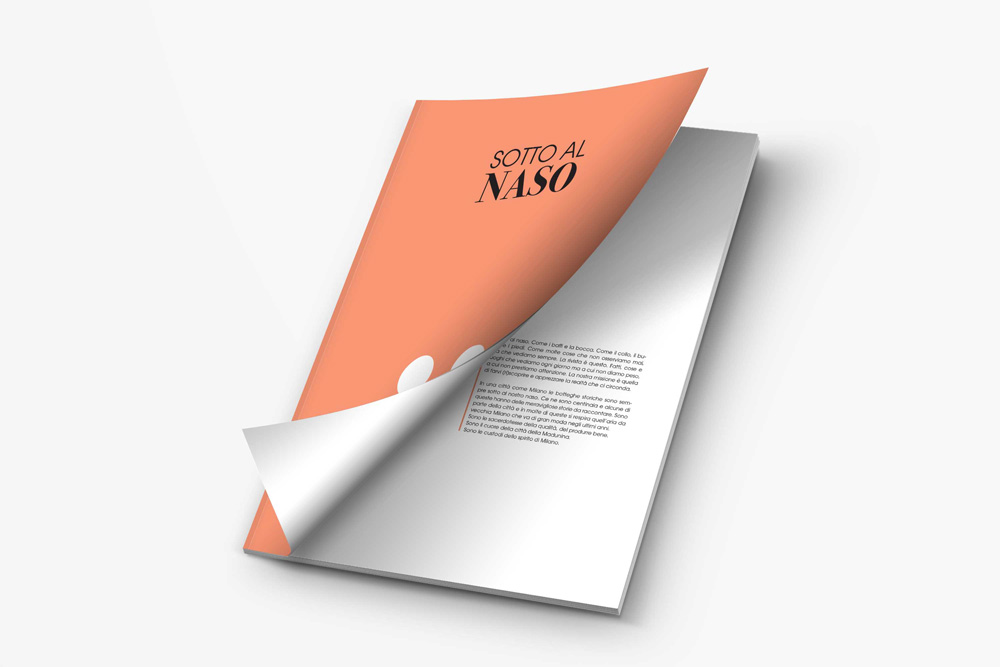 SOTTO AL
NASO
al naso. Come i baffi e la bocca. Come il collo, il bu-
e i piedi. Come molte cose che non osserviamo mai,
che vediamo sempre. La rivista è questo. Fatti, cose e
luoghi che vediamo ogni giorno ma a cui non diamo peso,
a cui non prestiamo attenzione. La nostra missione è quella
di farvi (ri)scoprire e apprezzare la realtà che ci circonda.
In una città come Milano le botteghe storiche sono sem-
pre sotto al nostro naso. Ce ne sono centinaia e alcune di
queste hanno delle meravigliose storie da raccontare. Sono
parte della città e in molte di queste si respira quell'aria da
vecchia Milano che va di gran moda negli ultimi anni.
Sono le sacerdotesse della qualità, del produrre bene.
Sono il cuore della città della Madunina.
Sono le custodi dello spirito di Milano.